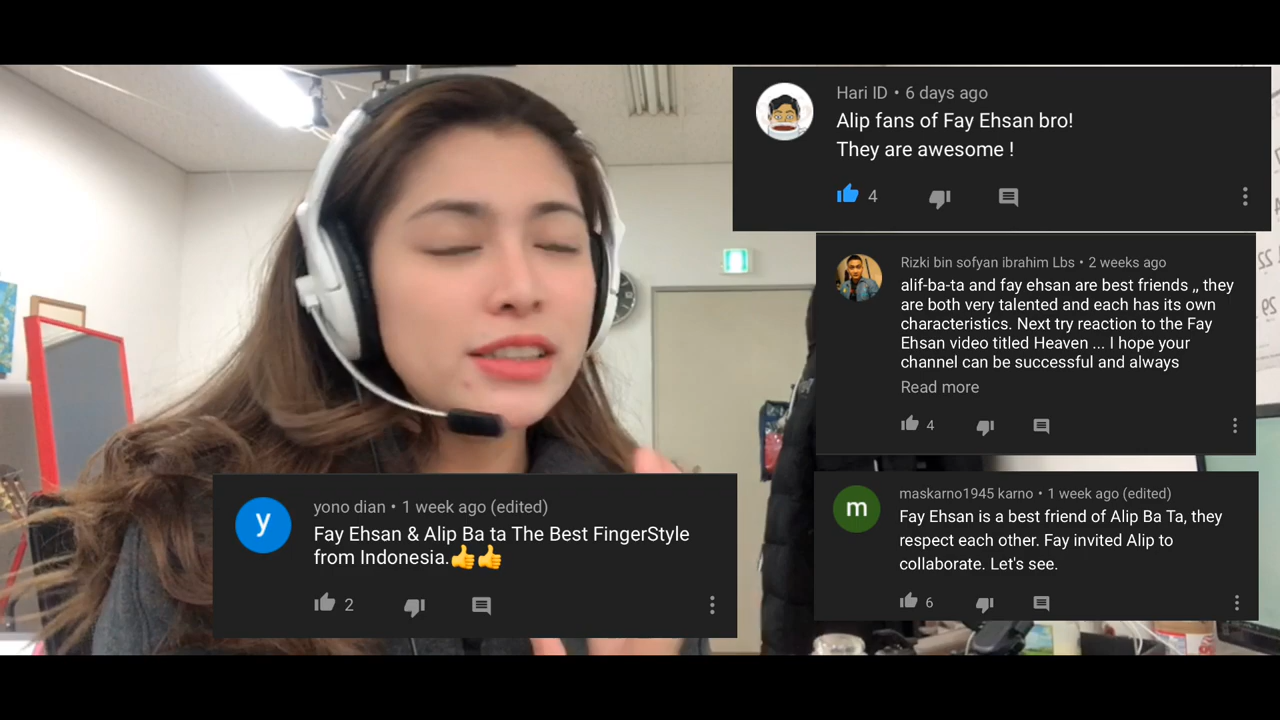 Hari ID • 6 days ago
Alip fans of Fay Ehsan bro!
They are awesome !
4
Rizki bin sofyan ibrahim Lbs • 2 weeks ago
alif-ba-ta and fay ehsan are best friends ,, they
are both very talented and each has its own
characteristics. Next try reaction to the Fay
Ehsan video titled Heaven ... I hope your
channel can be successful and always
Read more
4
y
yono dian • 1 week ago (edited)
Fay Ehsan & Alip Ba ta The Best FingerStyle
from Indonesia.👍👍
2
m
maskarno1945 karno • 1 week ago (edited)
Fay Ehsan is a best friend of Alip Ba Ta, they
respect each other. Fay invited Alip to
collaborate. Let's see.
6
22
29